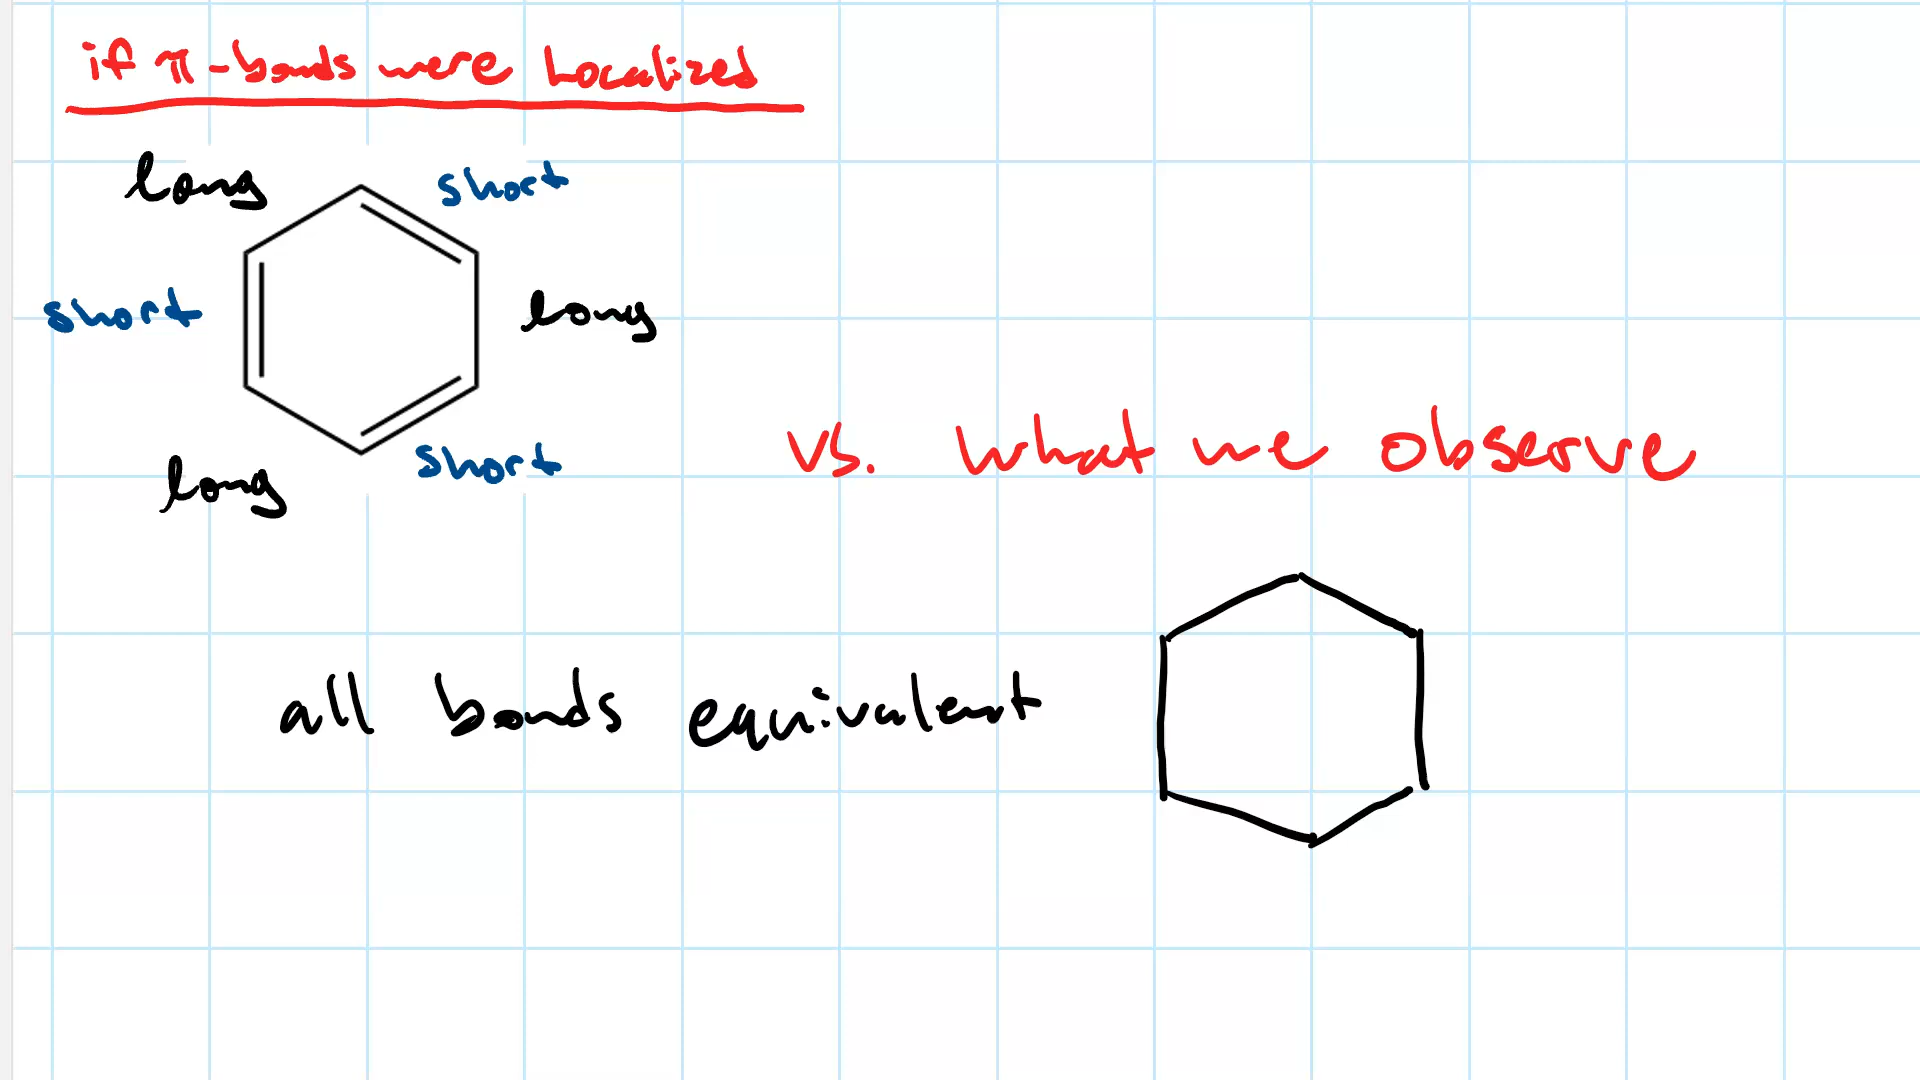 if π-bonds were Localized
long short
short long
long short
vs. what we observe
all bonds equivalent